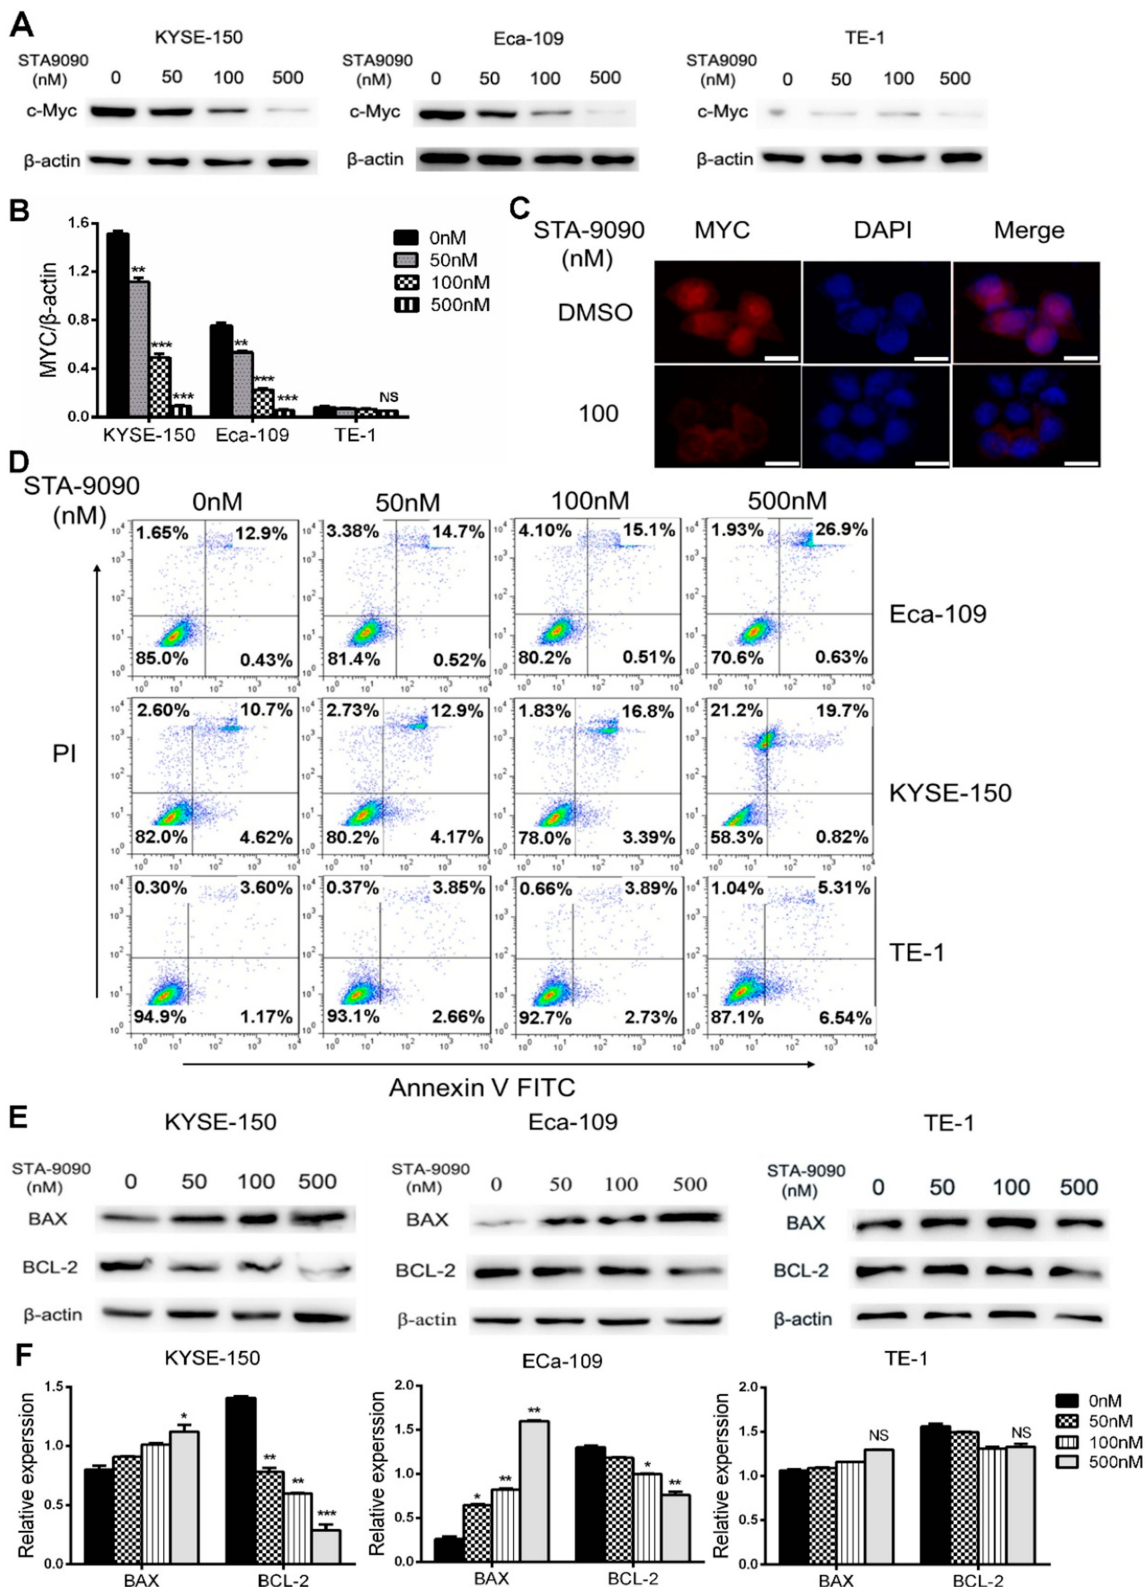 A
KYSE-150
Eca-109
TE-1
STA9090
(nM)
0 50 100 500
STA9090
(nM)
0 50 100 500
STA9090
(nM)
0 50 100 500
c-Myc
c-Myc
c-Myc
β-actin
β-actin
β-actin
B
MYC/β-actin
1.6
1.2
0.8
0.4
0.0
**
***
***
**
***
***
NS
KYSE-150 Eca-109 TE-1
0nM
50nM
100nM
500nM
C
STA-9090
(nM)
MYC DAPI Merge
DMSO
100
D
STA-9090
(nM)
0nM 50nM 100nM 500nM
1.65% 12.9% 3.38% 14.7% 4.10% 15.1% 1.93% 26.9%
Eca-109
85.0% 0.43% 81.4% 0.52% 80.2% 0.51% 70.6% 0.63%
2.60% 10.7% 2.73% 12.9% 1.83% 16.8% 21.2% 19.7%
PI
KYSE-150
82.0% 4.62% 80.2% 4.17% 78.0% 3.39% 58.3% 0.82%
0.30% 3.60% 0.37% 3.85% 0.66% 3.89% 1.04% 5.31%
TE-1
94.9% 1.17% 93.1% 2.66% 92.7% 2.73% 87.1% 6.54%
Annexin V FITC
E
KYSE-150
Eca-109
TE-1
STA-9090
(nM)
0 50 100 500
STA-9090
(nM)
0 50 100 500
STA-9090
(nM)
0 50 100 500
BAX
BAX
BAX
BCL-2
BCL-2
BCL-2
β-actin
β-actin
β-actin
F
KYSE-150
Relative experssion
1.5
1.0
0.5
0.0
*
**
**
***
BAX BCL-2
ECa-109
Relative experssion
2.0
1.5
1.0
0.5
0.0
*
**
**
*
**
BAX BCL-2
TE-1
Relative experssion
2.0
1.5
1.0
0.5
0.0
NS
NS
BAX BCL-2
0nM
50nM
100nM
500nM